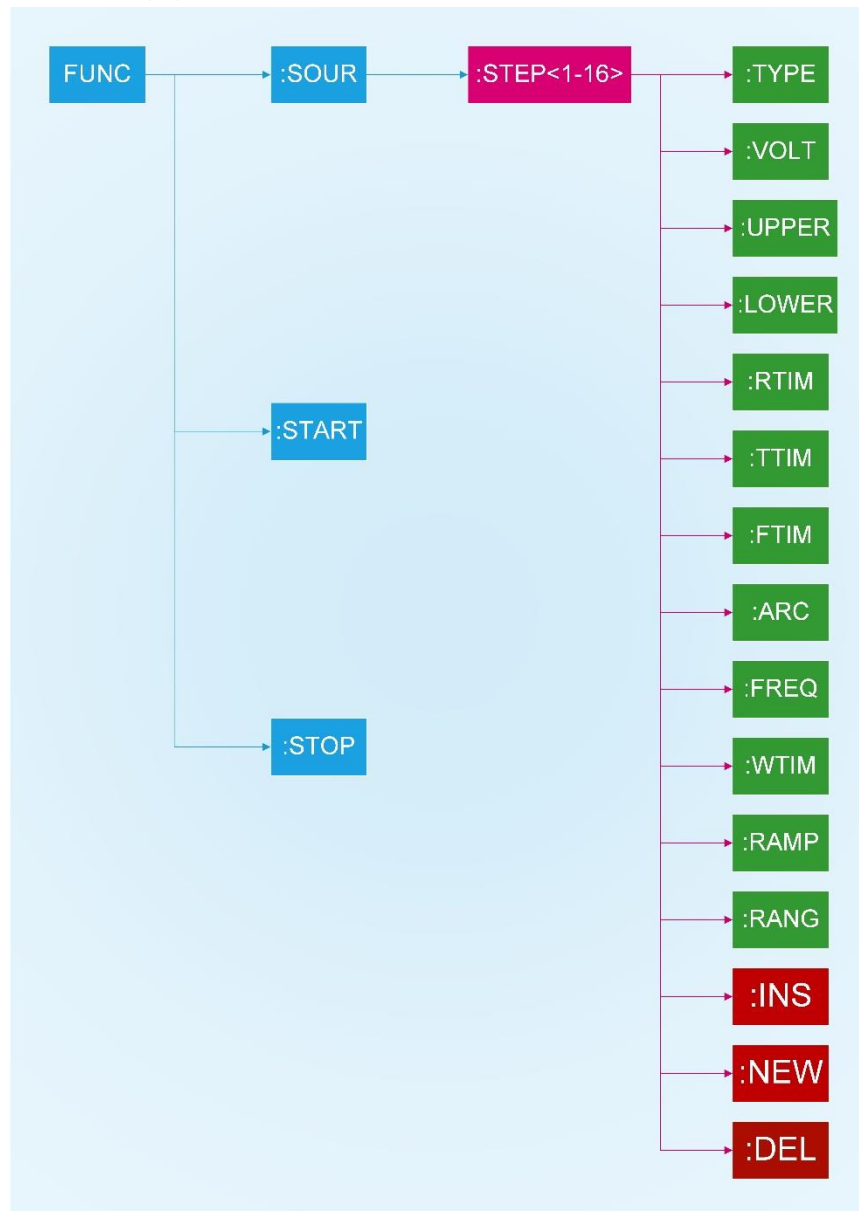 FUNC
:SOUR
:STEP<1-16>
:TYPE
:VOLT
:UPPER
:LOWER
:RTIM
:START
:TTIM
:FTIM
:ARC
:FREQ
:STOP
:WTIM
:RAMP
:RANG
:INS
:NEW
:DEL